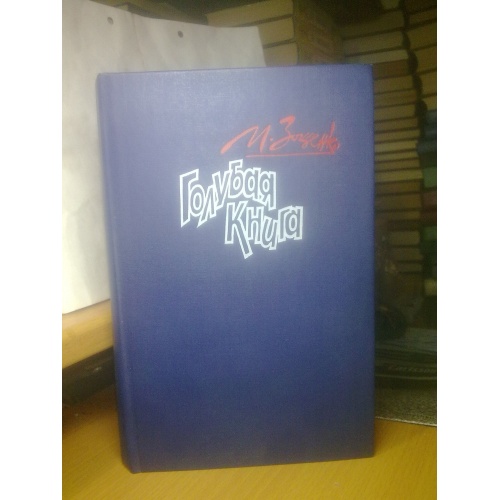 М. Зощенко
Голубая
Книга